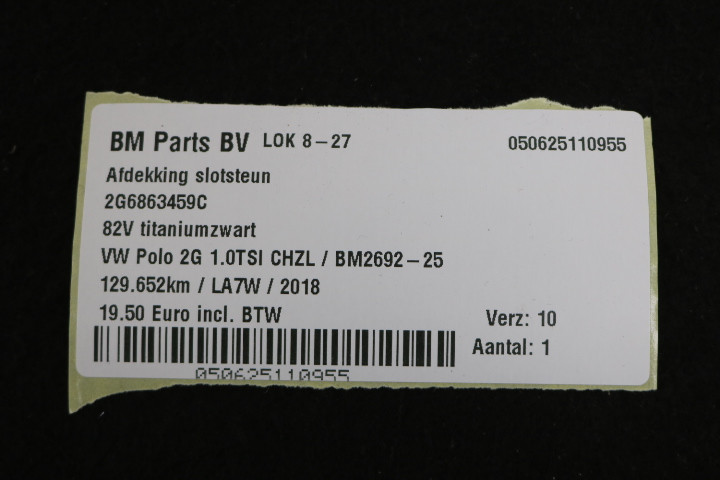 BM Parts BV LOK 8-27 050625110955
Afdekking slotsteun
2G6863459C
82V titaniumzwart
VW Polo 2G 1.0TSI CHZL / BM2692-25
129.652km / LA7W / 2018
19.50 Euro incl. BTW
Verz: 10
Aantal: 1
050625110955